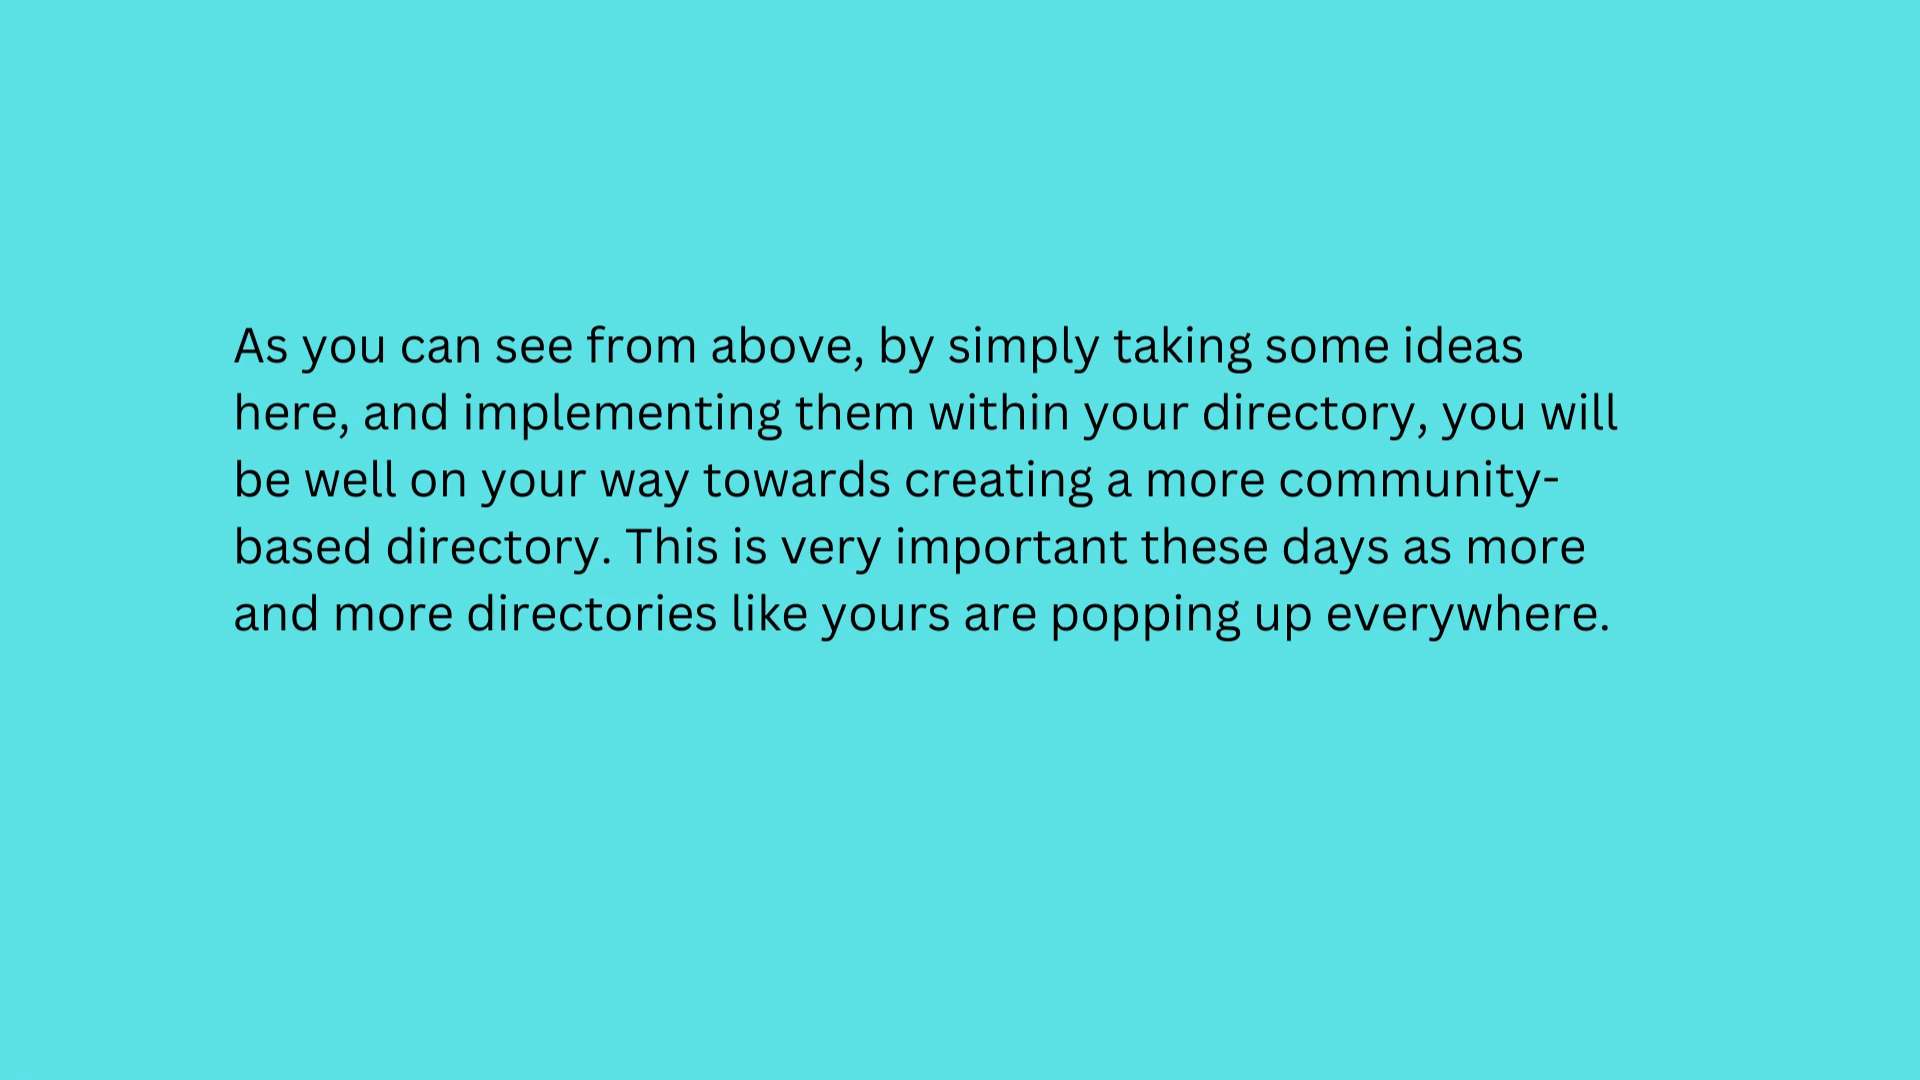 As you can see from above, by simply taking some ideas
here, and implementing them within your directory, you will
be well on your way towards creating a more community-
based directory. This is very important these days as more
and more directories like yours are popping up everywhere.